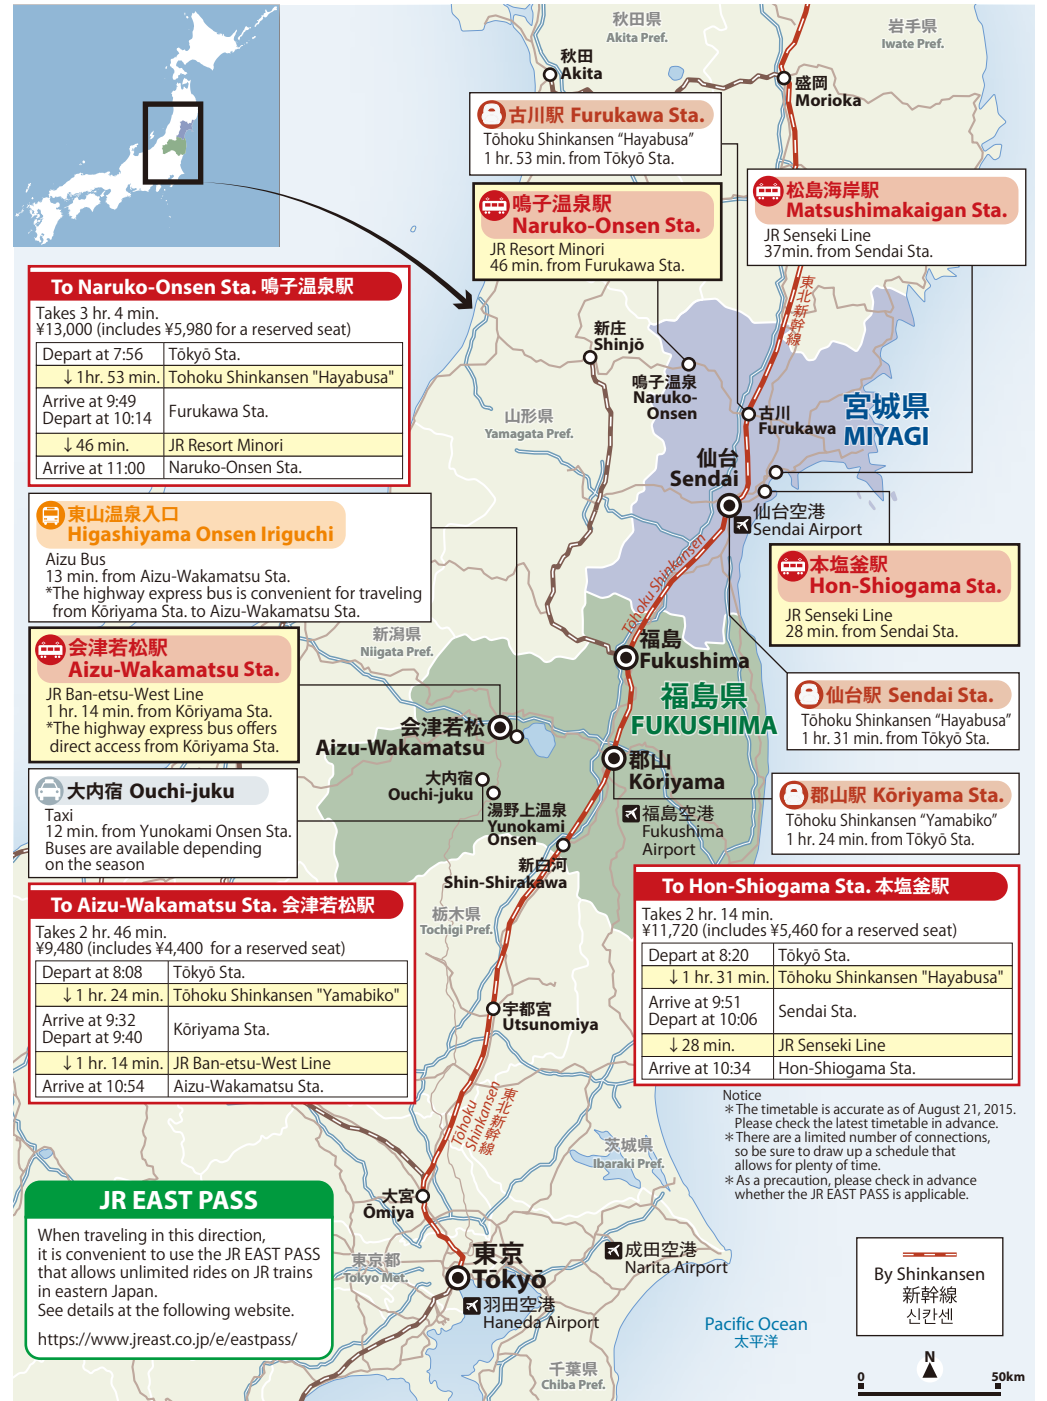 秋田県
Akita Pref.
岩手県
Iwate Pref.
秋田
Akita
盛岡
Morioka
古川駅 Furukawa Sta.
Tōhoku Shinkansen “Hayabusa”
1 hr. 53 min. from Tōkyō Sta.
鳴子温泉駅
Naruko-Onsen Sta.
JR Resort Minori
46 min. from Furukawa Sta.
松島海岸駅
Matsushimakaigan Sta.
JR Senseki Line
37min. from Sendai Sta.
To Naruko-Onsen Sta. 鳴子温泉駅
Takes 3 hr. 4 min.
¥13,000 (includes ¥5,980 for a reserved seat)
Depart at 7:56 Tōkyō Sta.
↓1hr. 53 min. Tohoku Shinkansen "Hayabusa"
Arrive at 9:49
Depart at 10:14
Furukawa Sta.
↓46 min. JR Resort Minori
Arrive at 11:00 Naruko-Onsen Sta.
東北新幹線
新庄
Shinjō
鳴子温泉
Naruko-
Onsen
古川
Furukawa
宮城県
MIYAGI
山形県
Yamagata Pref.
仙台
Sendai
仙台空港
Sendai Airport
東山温泉入口
Higashiyama Onsen Iriguchi
Aizu Bus
13 min. from Aizu-Wakamatsu Sta.
*The highway express bus is convenient for traveling
from Kōriyama Sta. to Aizu-Wakamatsu Sta.
Tōhoku Shinkansen
本塩釜駅
Hon-Shiogama Sta.
JR Senseki Line
28 min. from Sendai Sta.
新潟県
Niigata Pref.
会津若松駅
Aizu-Wakamatsu Sta.
JR Ban-etsu-West Line
1 hr. 14 min. from Kōriyama Sta.
*The highway express bus offers
direct access from Kōriyama Sta.
福島
Fukushima
福島県
FUKUSHIMA
仙台駅 Sendai Sta.
Tōhoku Shinkansen “Hayabusa”
1 hr. 31 min. from Tōkyō Sta.
会津若松
Aizu-Wakamatsu
郡山
Kōriyama
大内宿
Ouchi-juku
湯野上温泉
Yunokami
Onsen
大内宿 Ouchi-juku
Taxi
12 min. from Yunokami Onsen Sta.
Buses are available depending
on the season
福島空港
Fukushima
Airport
郡山駅 Kōriyama Sta.
Tōhoku Shinkansen “Yamabiko”
1 hr. 24 min. from Tōkyō Sta.
新白河
Shin-Shirakawa
To Aizu-Wakamatsu Sta. 会津若松駅
Takes 2 hr. 46 min.
¥9,480 (includes ¥4,400 for a reserved seat)
Depart at 8:08 Tōkyō Sta.
↓1 hr. 24 min. Tōhoku Shinkansen "Yamabiko"
Arrive at 9:32
Depart at 9:40
Kōriyama Sta.
↓1 hr. 14 min. JR Ban-etsu-West Line
Arrive at 10:54 Aizu-Wakamatsu Sta.
栃木県
Tochigi Pref.
宇都宮
Utsunomiya
To Hon-Shiogama Sta. 本塩釜駅
Takes 2 hr. 14 min.
¥11,720 (includes ¥5,460 for a reserved seat)
Depart at 8:20 Tōkyō Sta.
↓1 hr. 31 min. Tōhoku Shinkansen "Hayabusa"
Arrive at 9:51
Depart at 10:06
Sendai Sta.
↓28 min. JR Senseki Line
Arrive at 10:34 Hon-Shiogama Sta.
Notice
＊The timetable is accurate as of August 21, 2015.
Please check the latest timetable in advance.
＊There are a limited number of connections,
so be sure to draw up a schedule that
allows for plenty of time.
＊As a precaution, please check in advance
whether the JR EAST PASS is applicable.
Tōhoku
Shinkansen
東北新幹線
茨城県
Ibaraki Pref.
JR EAST PASS
When traveling in this direction,
it is convenient to use the JR EAST PASS
that allows unlimited rides on JR trains
in eastern Japan.
See details at the following website.
https://www.jreast.co.jp/e/eastpass/
大宮
Ōmiya
東京都
Tokyo Met.
東京
Tōkyō
成田空港
Narita Airport
羽田空港
Haneda Airport
千葉県
Chiba Pref.
Pacific Ocean
太平洋
By Shinkansen
新幹線
신칸센
N
0 50km